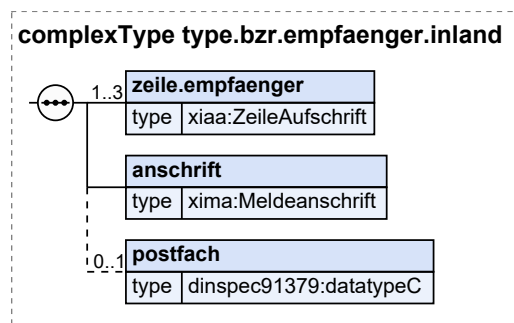 complexType type.bzr.empfaenger.inland
1..3
zeile.empfaenger
type xiaa:ZeileAufschrift
anschrift
type xima:Meldeanschrift
0..1
postfach
type dinspec91379:datatypeC